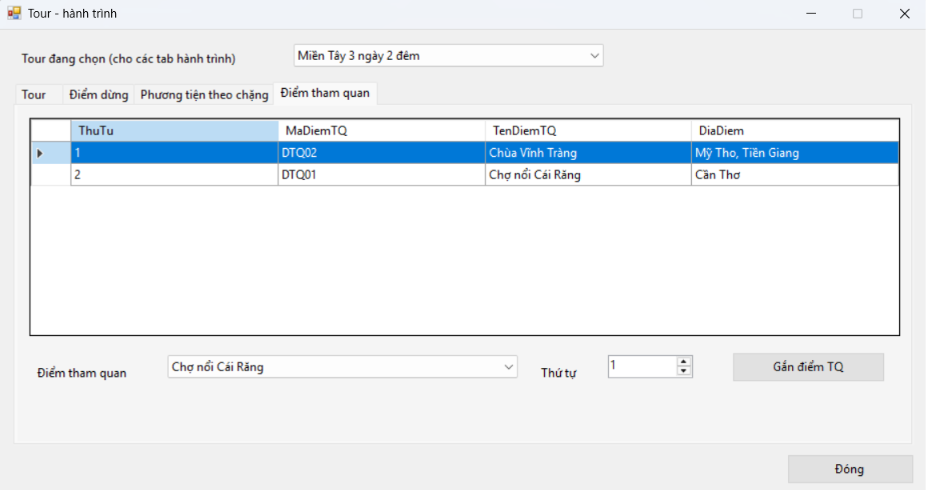 Tour - hành trình
Tour đang chọn (cho các tab hành trình) Miền Tây 3 ngày 2 đêm
Tour Điểm dừng Phương tiện theo chặng Điểm tham quan
ThuTu MaDiemTQ TenDiemTQ DiaDiem
1 DTQ02 Chùa Vĩnh Tràng Mỹ Tho, Tiền Giang
2 DTQ01 Chợ nổi Cái Răng Cần Thơ
Điểm tham quan Chợ nổi Cái Răng Thứ tự 1 Gắn điểm TQ
Đóng